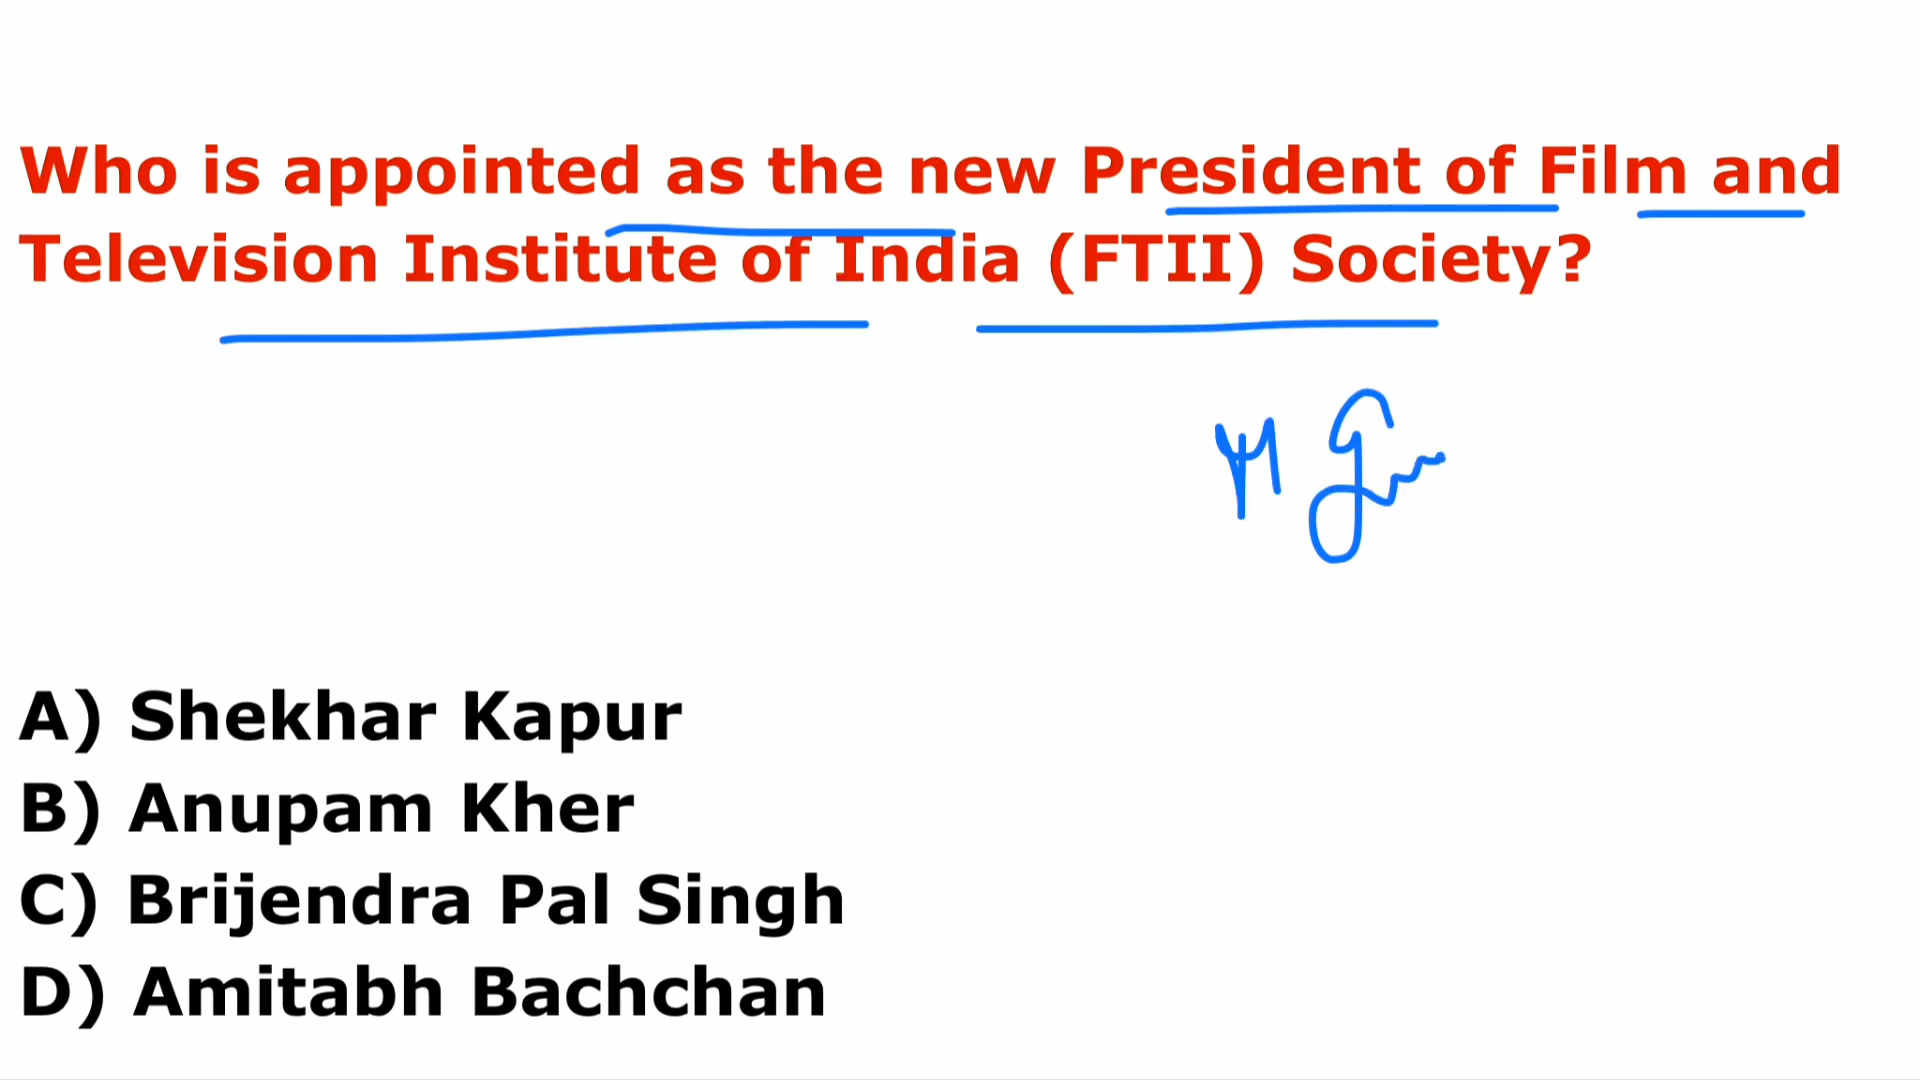 Who is appointed as the new President of Film and
Television Institute of India (FTII) Society?
A) Shekhar Kapur
B) Anupam Kher
C) Brijendra Pal Singh
D) Amitabh Bachchan